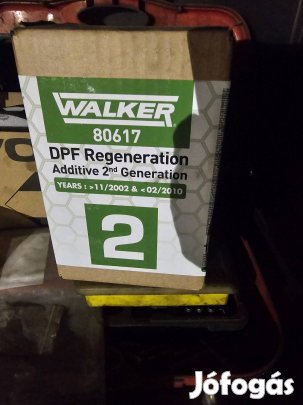 WALKER
80617
DPF Regeneration
Additive 2nd Generation
YEARS : >11/2002 & <02/2010
2
Jófogás